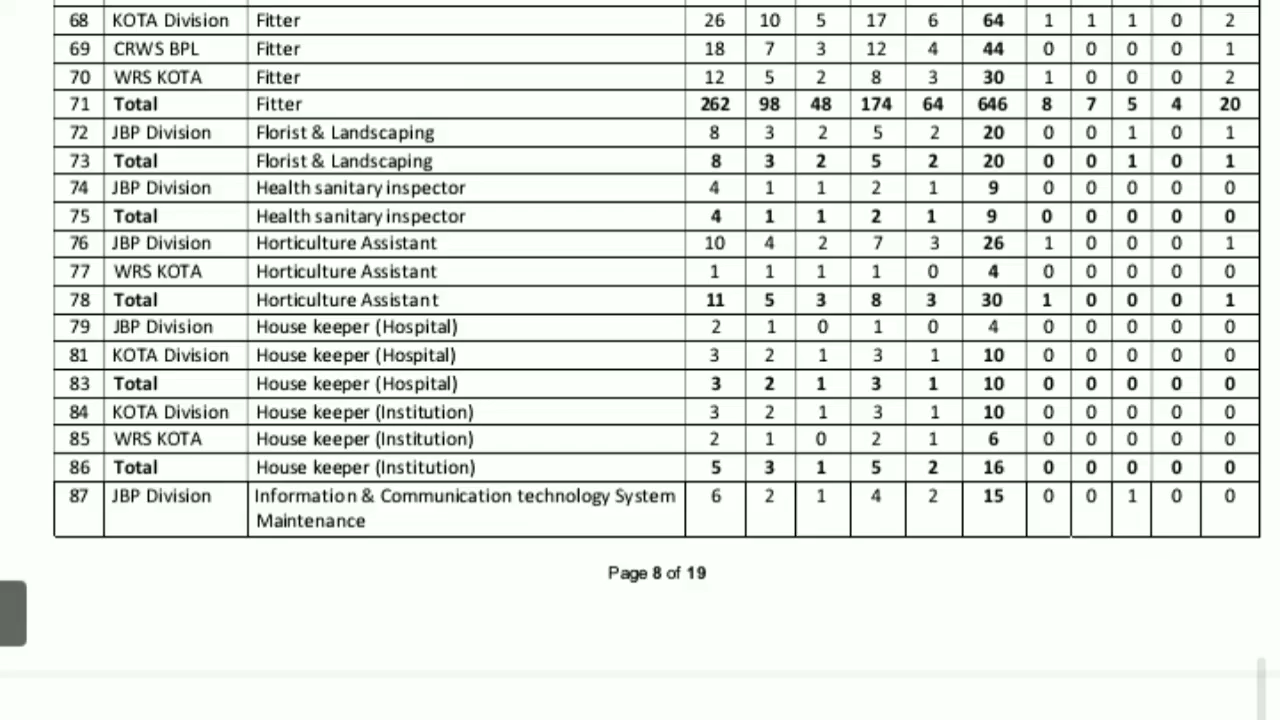 68 KOTA Division Fitter 26 10 5 17 6 64 1 1 1 0 2
69 CRWS BPL Fitter 18 7 3 12 4 44 0 0 0 0 1
70 WRS KOTA Fitter 12 5 2 8 3 30 1 0 0 0 2
71 Total Fitter 262 98 48 174 64 646 8 7 5 4 20
72 JBP Division Florist & Landscaping 8 3 2 5 2 20 0 0 1 0 1
73 Total Florist & Landscaping 8 3 2 5 2 20 0 0 1 0 1
74 JBP Division Health sanitary inspector 4 1 1 2 1 9 0 0 0 0 0
75 Total Health sanitary inspector 4 1 1 2 1 9 0 0 0 0 0
76 JBP Division Horticulture Assistant 10 4 2 7 3 26 1 0 0 0 1
77 WRS KOTA Horticulture Assistant 1 1 1 1 0 4 0 0 0 0 0
78 Total Horticulture Assistant 11 5 3 8 3 30 1 0 0 0 1
79 JBP Division House keeper (Hospital) 2 1 0 1 0 4 0 0 0 0 0
81 KOTA Division House keeper (Hospital) 3 2 1 3 1 10 0 0 0 0 0
83 Total House keeper (Hospital) 3 2 1 3 1 10 0 0 0 0 0
84 KOTA Division House keeper (Institution) 3 2 1 3 1 10 0 0 0 0 0
85 WRS KOTA House keeper (Institution) 2 1 0 2 1 6 0 0 0 0 0
86 Total House keeper (Institution) 5 3 1 5 2 16 0 0 0 0 0
87 JBP Division Information & Communication technology System 6 2 1 4 2 15 0 0 1 0 0
Maintenance
Page 8 of 19